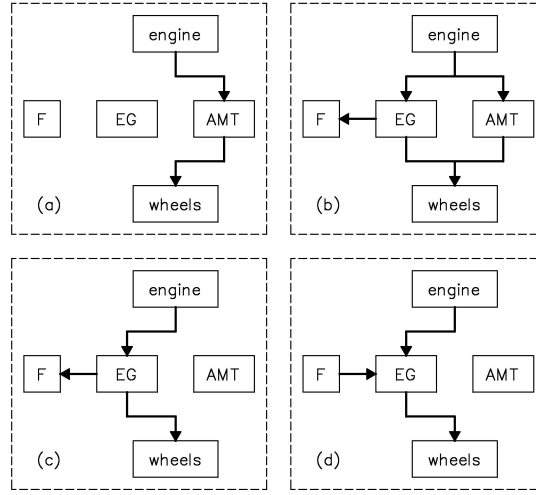 engine
F EG AMT
(a) wheels
engine
F EG AMT
(b) wheels
engine
F EG AMT
(c) wheels
engine
F EG AMT
(d) wheels